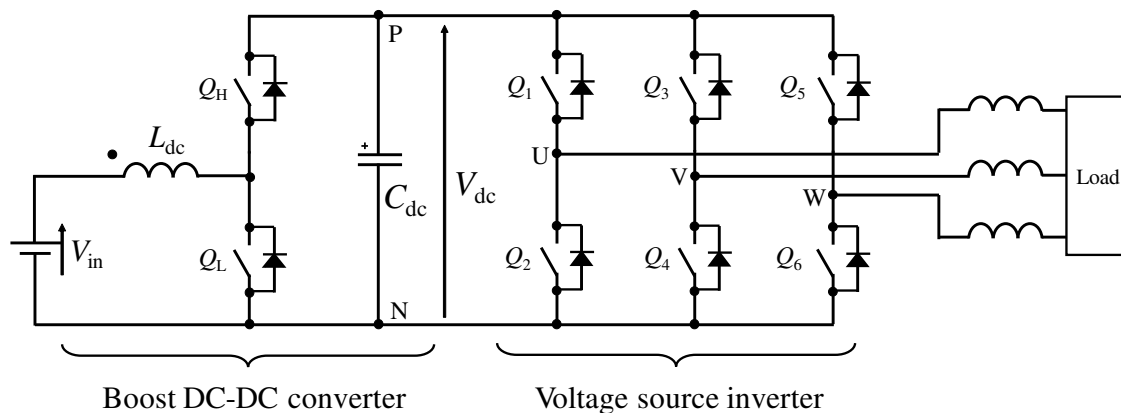 P
Q_H
Q_1
Q_3
Q_5
L_dc
U
V
W
Load
+
C_dc
V_dc
V_in
Q_L
Q_2
Q_4
Q_6
N
Boost DC-DC converter
Voltage source inverter